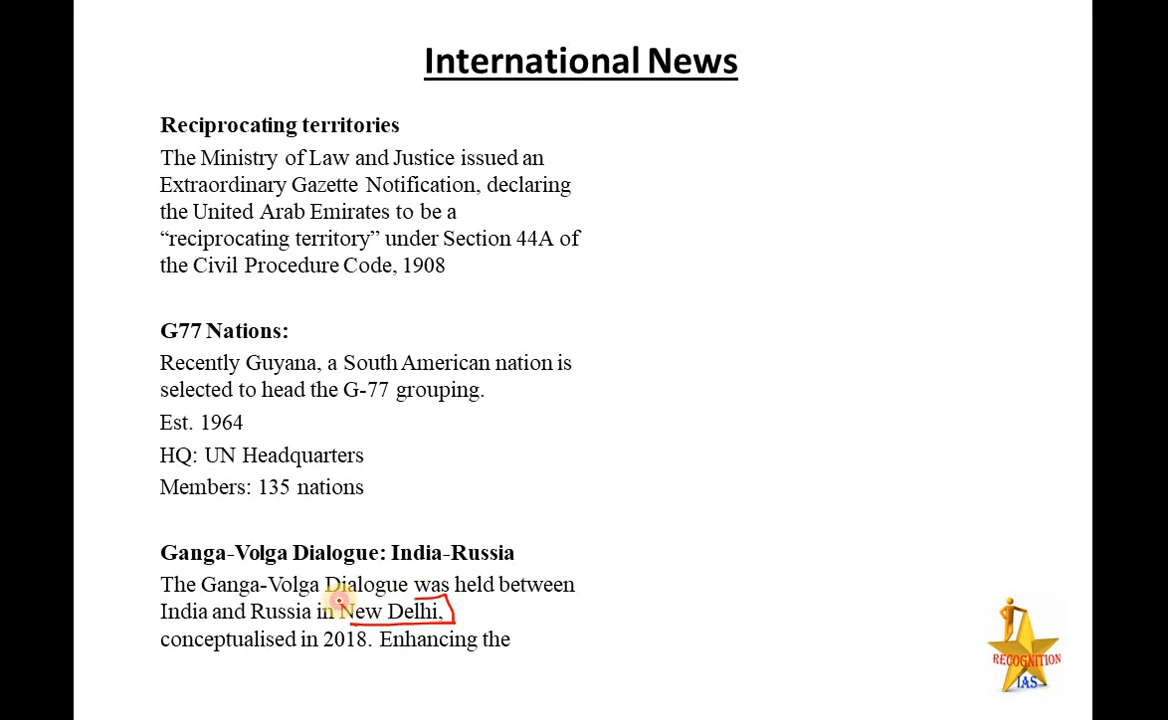 International News
Reciprocating territories
The Ministry of Law and Justice issued an
Extraordinary Gazette Notification, declaring
the United Arab Emirates to be a
“reciprocating territory” under Section 44A of
the Civil Procedure Code, 1908
G77 Nations:
Recently Guyana, a South American nation is
selected to head the G-77 grouping.
Est. 1964
HQ: UN Headquarters
Members: 135 nations
Ganga-Volga Dialogue: India-Russia
The Ganga-Volga Dialogue was held between
India and Russia in New Delhi,
conceptualised in 2018. Enhancing the
RECOGNITION
IAS